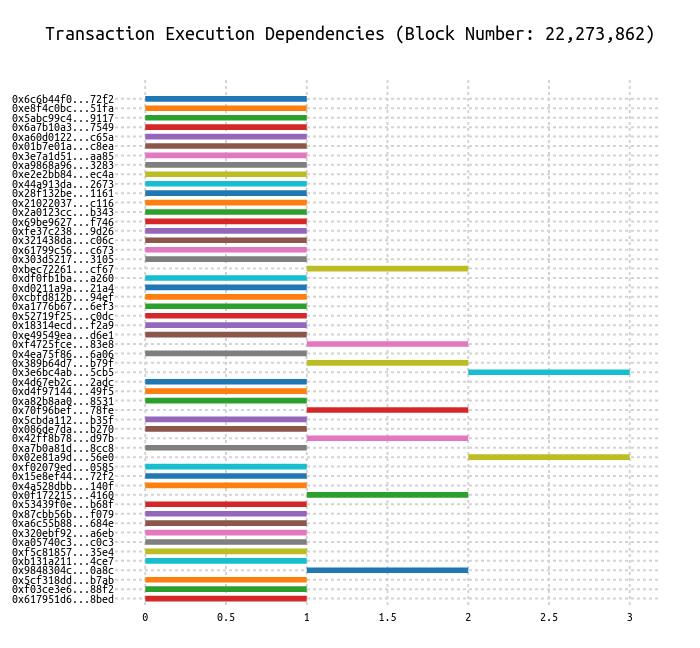 Transaction Execution Dependencies (Block Number: 22,273,862)
0x6c6b44f0...72f2
0xe8f4c0bc...51fa
0x5abc99c4...9117
0x6a7b10a3...7549
0xa60d0122...c65a
0x01b7e01a...c8ea
0x3e7a1d51...aa85
0xa9868a96...3283
0xe2e2bb84...ec4a
0x44a913da...2673
0x28f132be...1161
0x21022037...c116
0x2a0123cc...b343
0x69be9627...f746
0xfe37c238...9d26
0x321438da...c06c
0x61799c56...c673
0x303d5217...3105
0xbec72261...cf67
0xdf0fb1ba...a260
0xd0211a9a...21a4
0xcbfd812b...94ef
0xa1776b67...6ef3
0x52719f25...c0dc
0x18314ecd...f2a9
0xe49549ea...d6e1
0xf4725fce...83e8
0x4ea75f86...6a06
0x389b64d7...b79f
0x3e6bc4ab...5cb5
0x4d67eb2c...2adc
0xd4f97144...49f5
0xa82b8aa0...8531
0x70f96bef...78fe
0x5cbda112...b35f
0x086de7da...b270
0x42ff8b78...d97b
0xa7b0a81d...8cc8
0x02e81a9d...56e0
0xf02079ed...0585
0x15e8ef44...72f2
0x4a528dbb...140f
0x0f172215...4160
0x53439f0e...b68f
0x87cbb56b...f079
0xa6c55b88...684e
0x320ebf92...a6eb
0xa05740c3...c0c3
0xf5c81857...35e4
0xb131a211...4ce7
0x9848304c...0a8c
0x5cf318dd...b7ab
0xf03ce3e6...88f2
0x617951d6...8bed
0 0.5 1 1.5 2 2.5 3